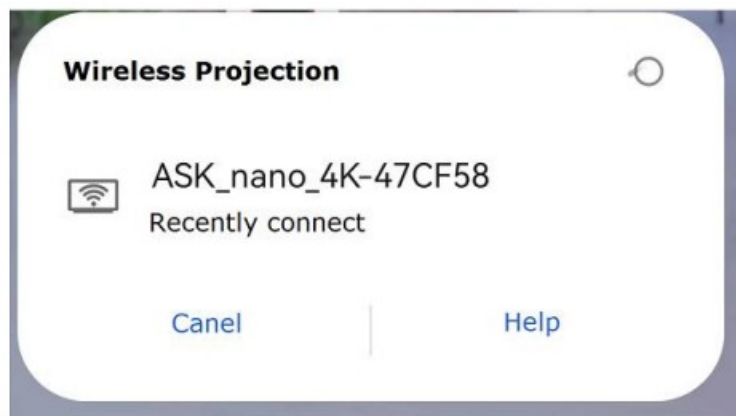 Wireless Projection
ASK_nano_4K-47CF58
Recently connect
Canel
Help